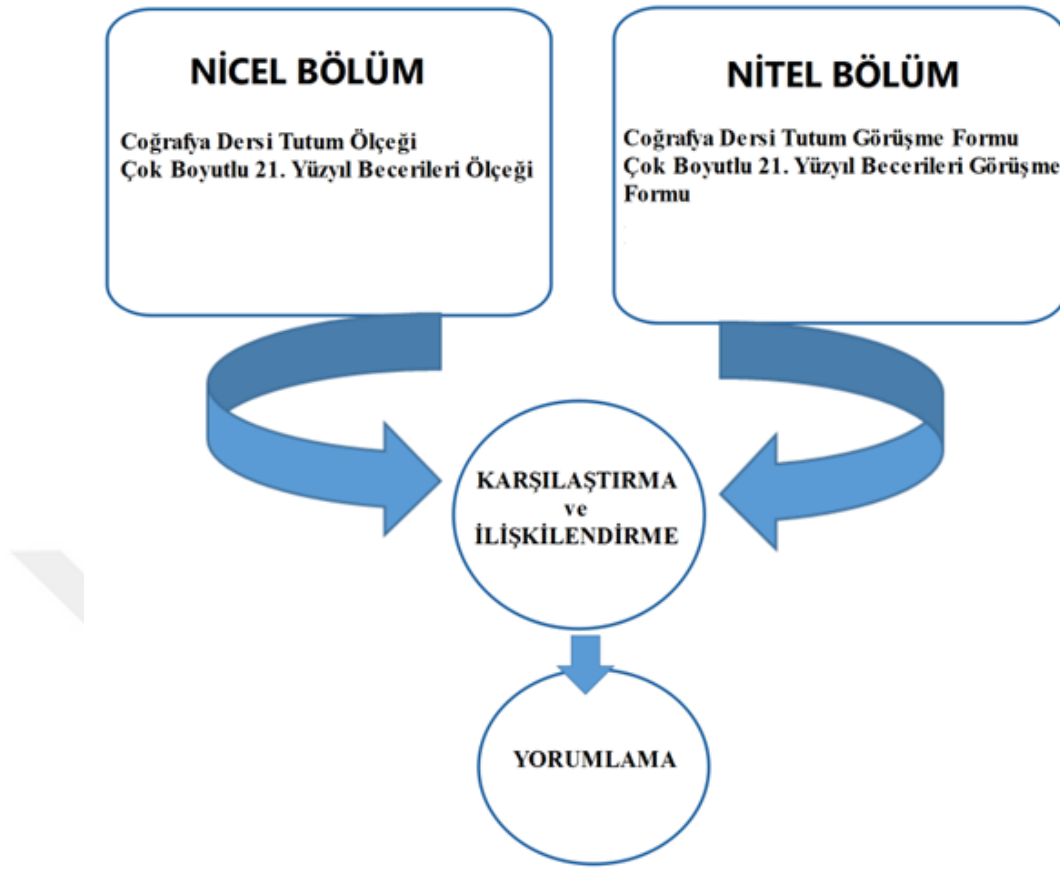 NİCEL BÖLÜM
Coğrafya Dersi Tutum Ölçeği
Çok Boyutlu 21. Yüzyıl Becerileri Ölçeği
NİTEL BÖLÜM
Coğrafya Dersi Tutum Görüşme Formu
Çok Boyutlu 21. Yüzyıl Becerileri Görüşme
Formu
KARŞILAŞTIRMA
ve
İLİŞKİLENDİRME
YORUMLAMA